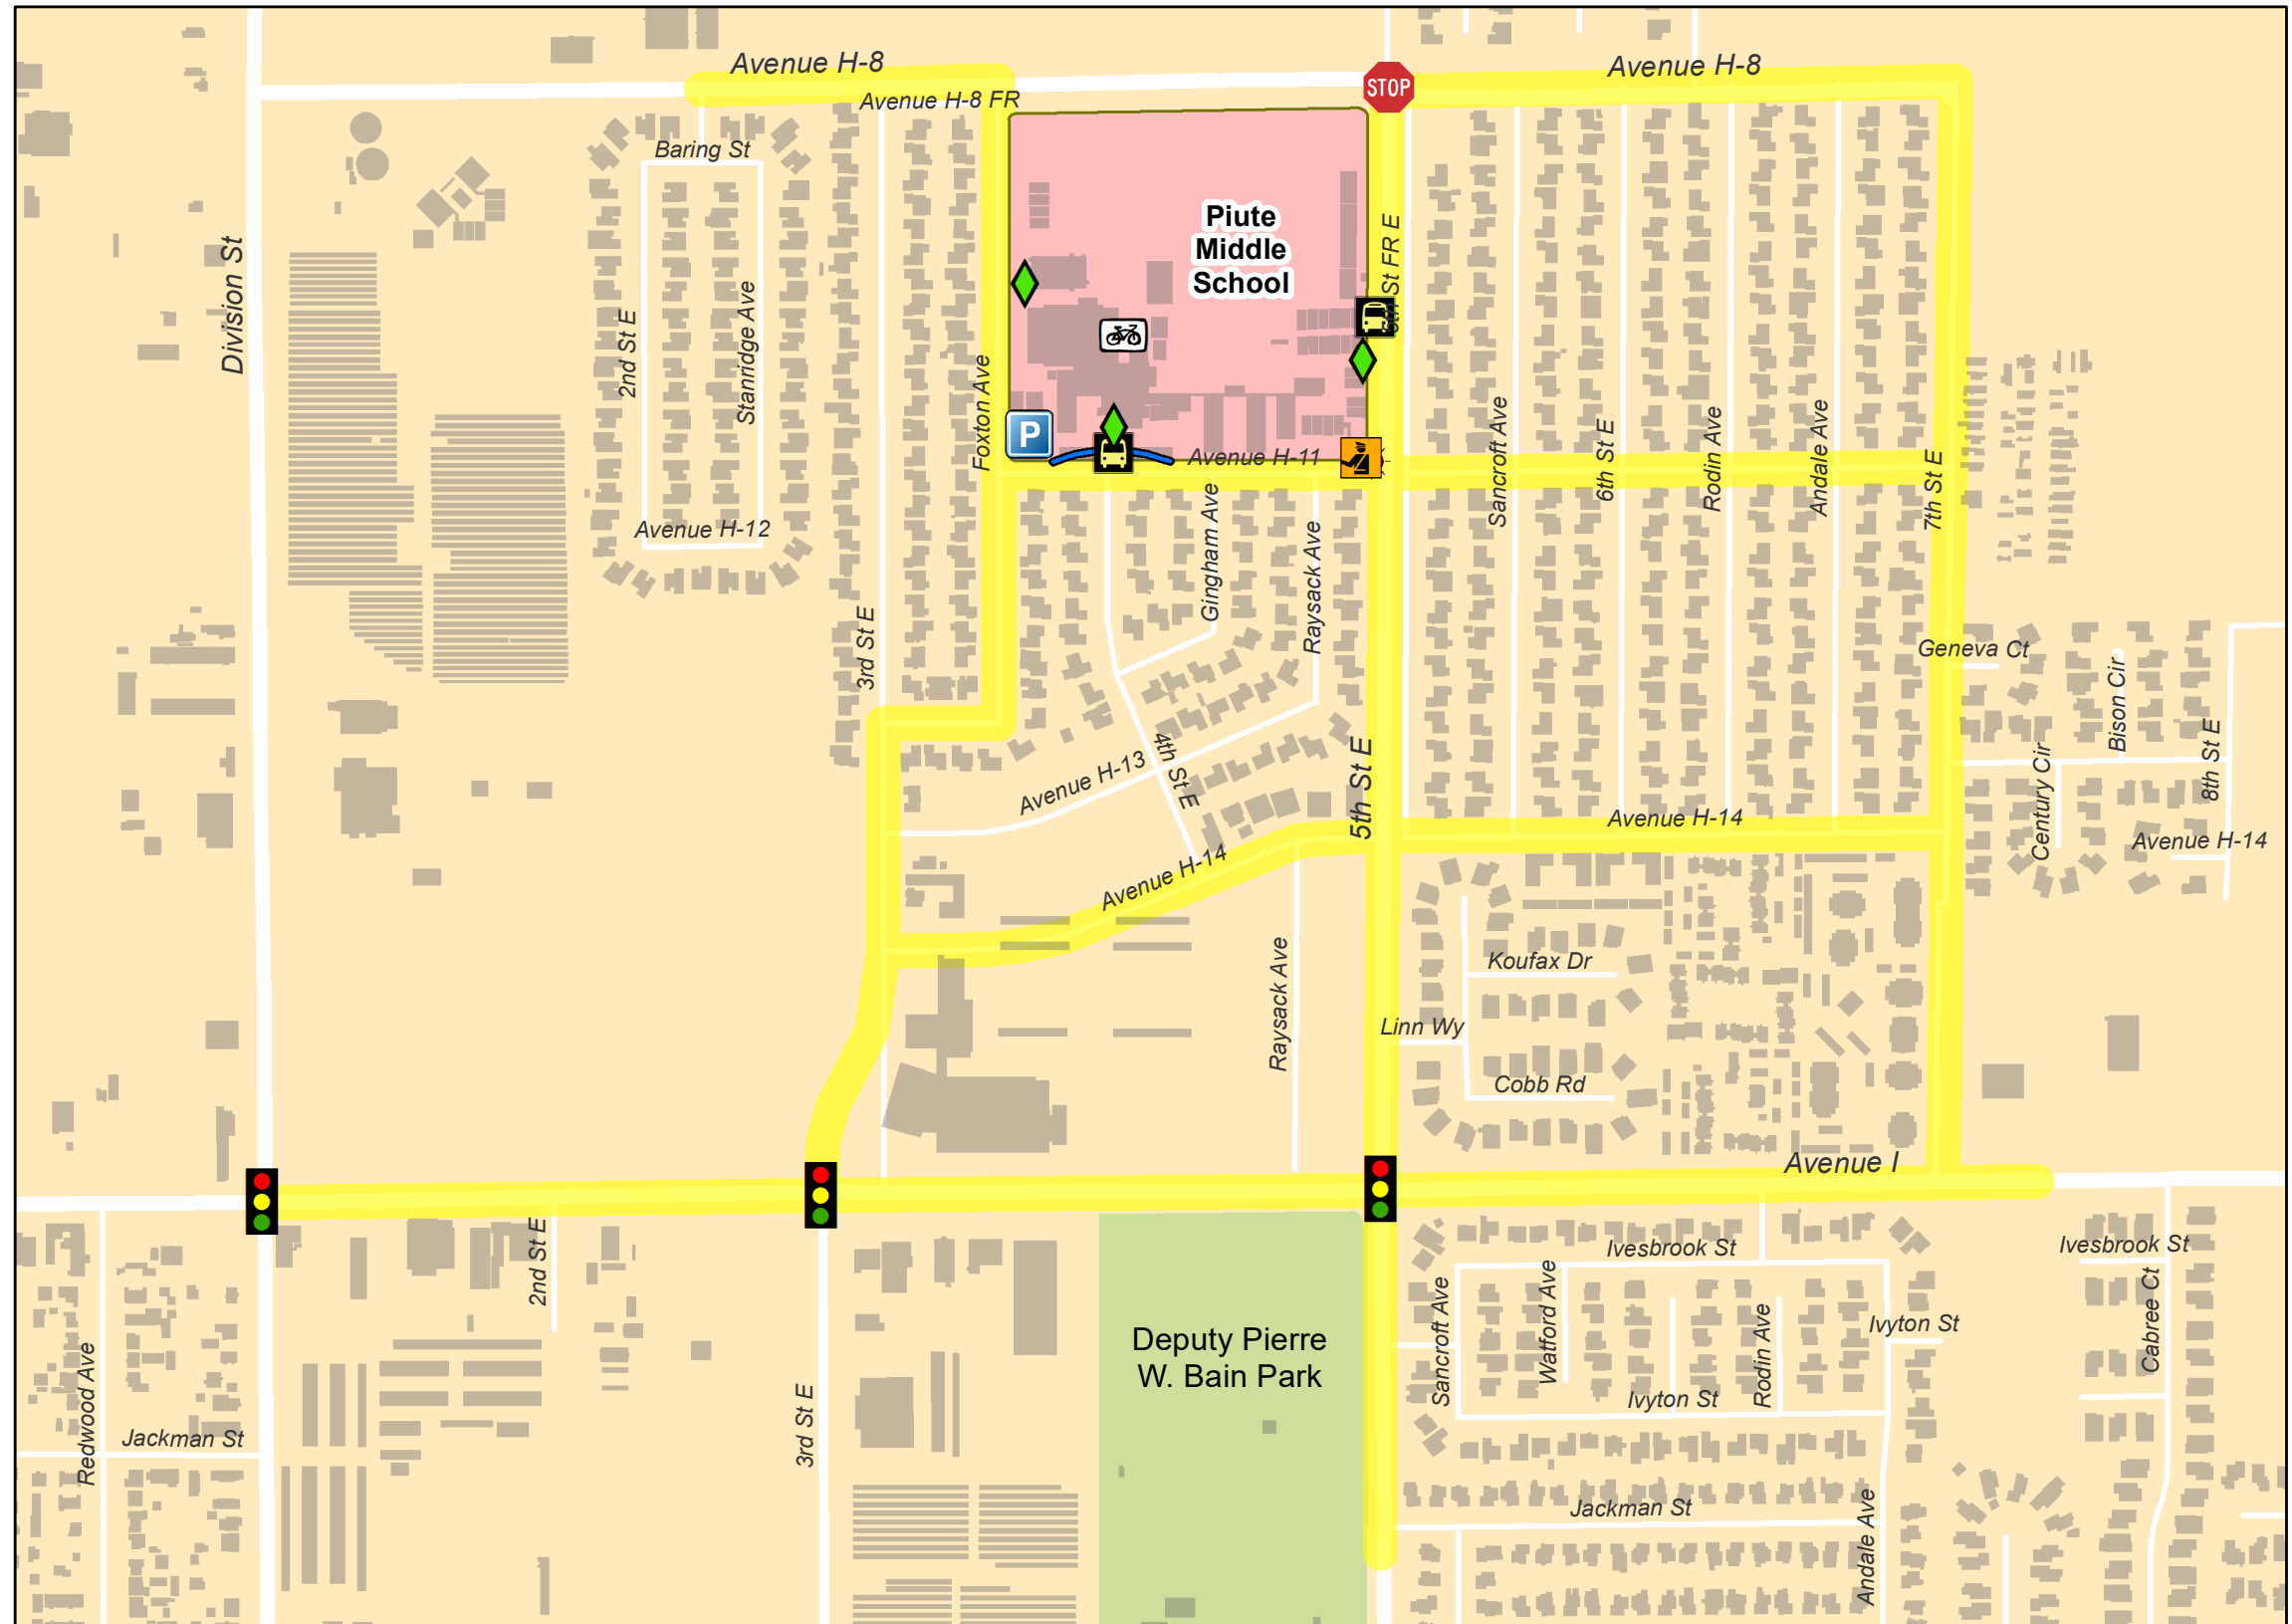 Avenue H-8
Avenue H-8
STOP
Avenue H-8 FR
Baring St
Piute
Middle
School
5th St FR E
Division St
2nd St E
Stanridge Ave
Foxton Ave
P
Avenue H-11
Sancroft Ave
6th St E
Rodin Ave
Andale Ave
7th St E
Avenue H-12
Gingham Ave
Raysack Ave
3rd St E
Geneva Ct
Bison Cir
8th St E
Century Cir
Avenue H-13
4th St E
5th St E
Avenue H-14
Avenue H-14
Avenue H-14
Koufax Dr
Raysack Ave
Linn Wy
Cobb Rd
Avenue I
2nd St E
Ivesbrook St
Ivesbrook St
Cabree Ct
Sancroft Ave
Watford Ave
Rodin Ave
Ivyton St
Deputy Pierre
W. Bain Park
Ivyton St
Redwood Ave
Jackman St
3rd St E
Jackman St
Andale Ave